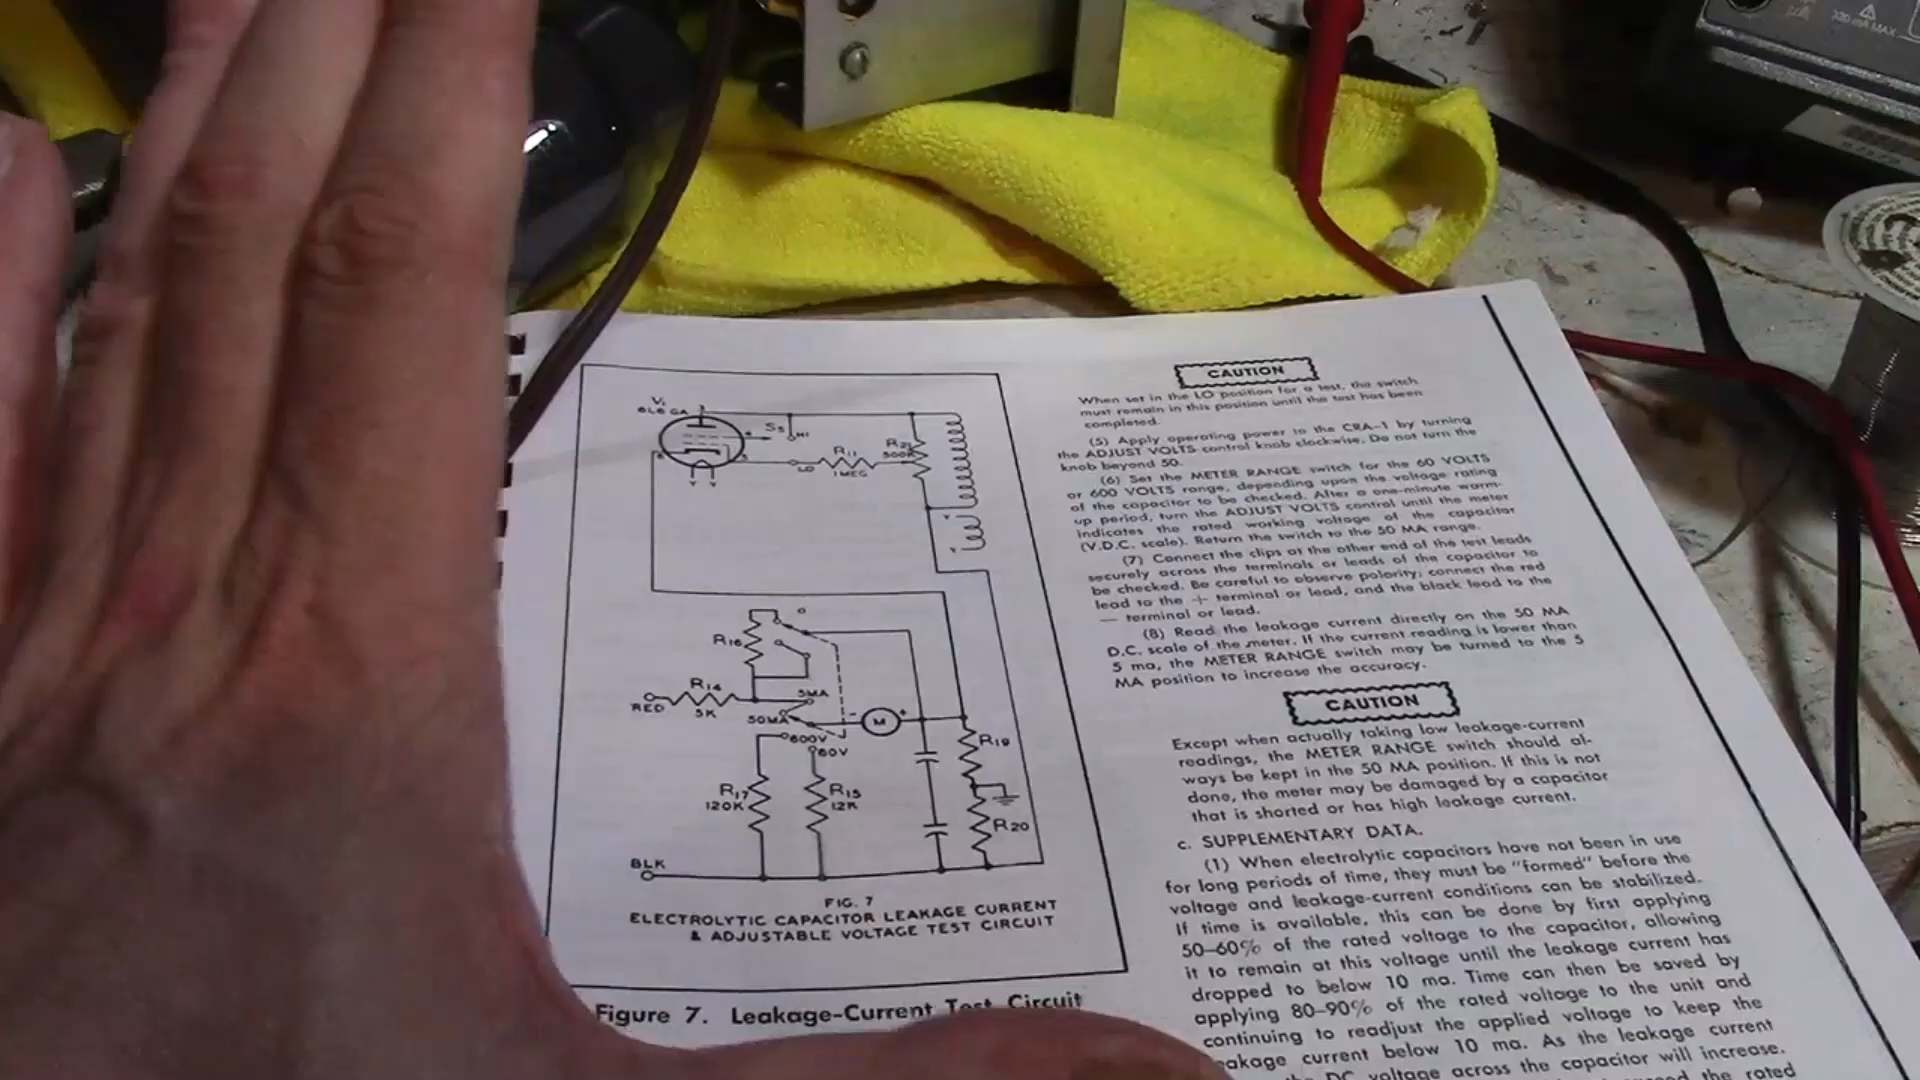 320 mA MAX
V1
6L6 GA
S5
HI
LO
R11
1MEG
R21
500K
R16
R14
5K
RED
5MA
50MA
600V
60V
M
R17
120K
R15
12K
R19
R20
BLK
FIG. 7
ELECTROLYTIC CAPACITOR LEAKAGE CURRENT
& ADJUSTABLE VOLTAGE TEST CIRCUIT
Figure 7. Leakage-Current Test Circuit
CAUTION
When set in the LO position for a test, the switch
must remain in this position until the test has been
completed.
(5) Apply operating power to the CRA-1 by turning
the ADJUST VOLTS control knob clockwise. Do not turn the
knob beyond 50.
(6) Set the METER RANGE switch for the 60 VOLTS
or 600 VOLTS range, depending upon the voltage rating
of the capacitor to be checked. After a one-minute warm-
up period, turn the ADJUST VOLTS control until the meter
indicates the rated working voltage of the capacitor
(V.D.C. scale). Return the switch to the 50 MA range.
(7) Connect the clips at the other end of the test leads
securely across the terminals or leads of the capacitor to
be checked. Be careful to observe polarity; connect the red
lead to the + terminal or lead, and the black lead to the
— terminal or lead.
(8) Read the leakage current directly on the 50 MA
D.C. scale of the meter. If the current reading is lower than
5 ma, the METER RANGE switch may be turned to the 5
MA position to increase the accuracy.
CAUTION
Except when actually taking low leakage-current
readings, the METER RANGE switch should al-
ways be kept in the 50 MA position. If this is not
done, the meter may be damaged by a capacitor
that is shorted or has high leakage current.
c. SUPPLEMENTARY DATA.
(1) When electrolytic capacitors have not been in use
for long periods of time, they must be "formed" before the
voltage and leakage-current conditions can be stabilized.
If time is available, this can be done by first applying
50–60% of the rated voltage to the capacitor, allowing
it to remain at this voltage until the leakage current has
dropped to below 10 ma. Time can then be saved by
applying 80–90% of the rated voltage to the unit and
continuing to readjust the applied voltage to keep the
current below 10 ma. As the leakage current
DC voltage across the capacitor will increase.
the rated